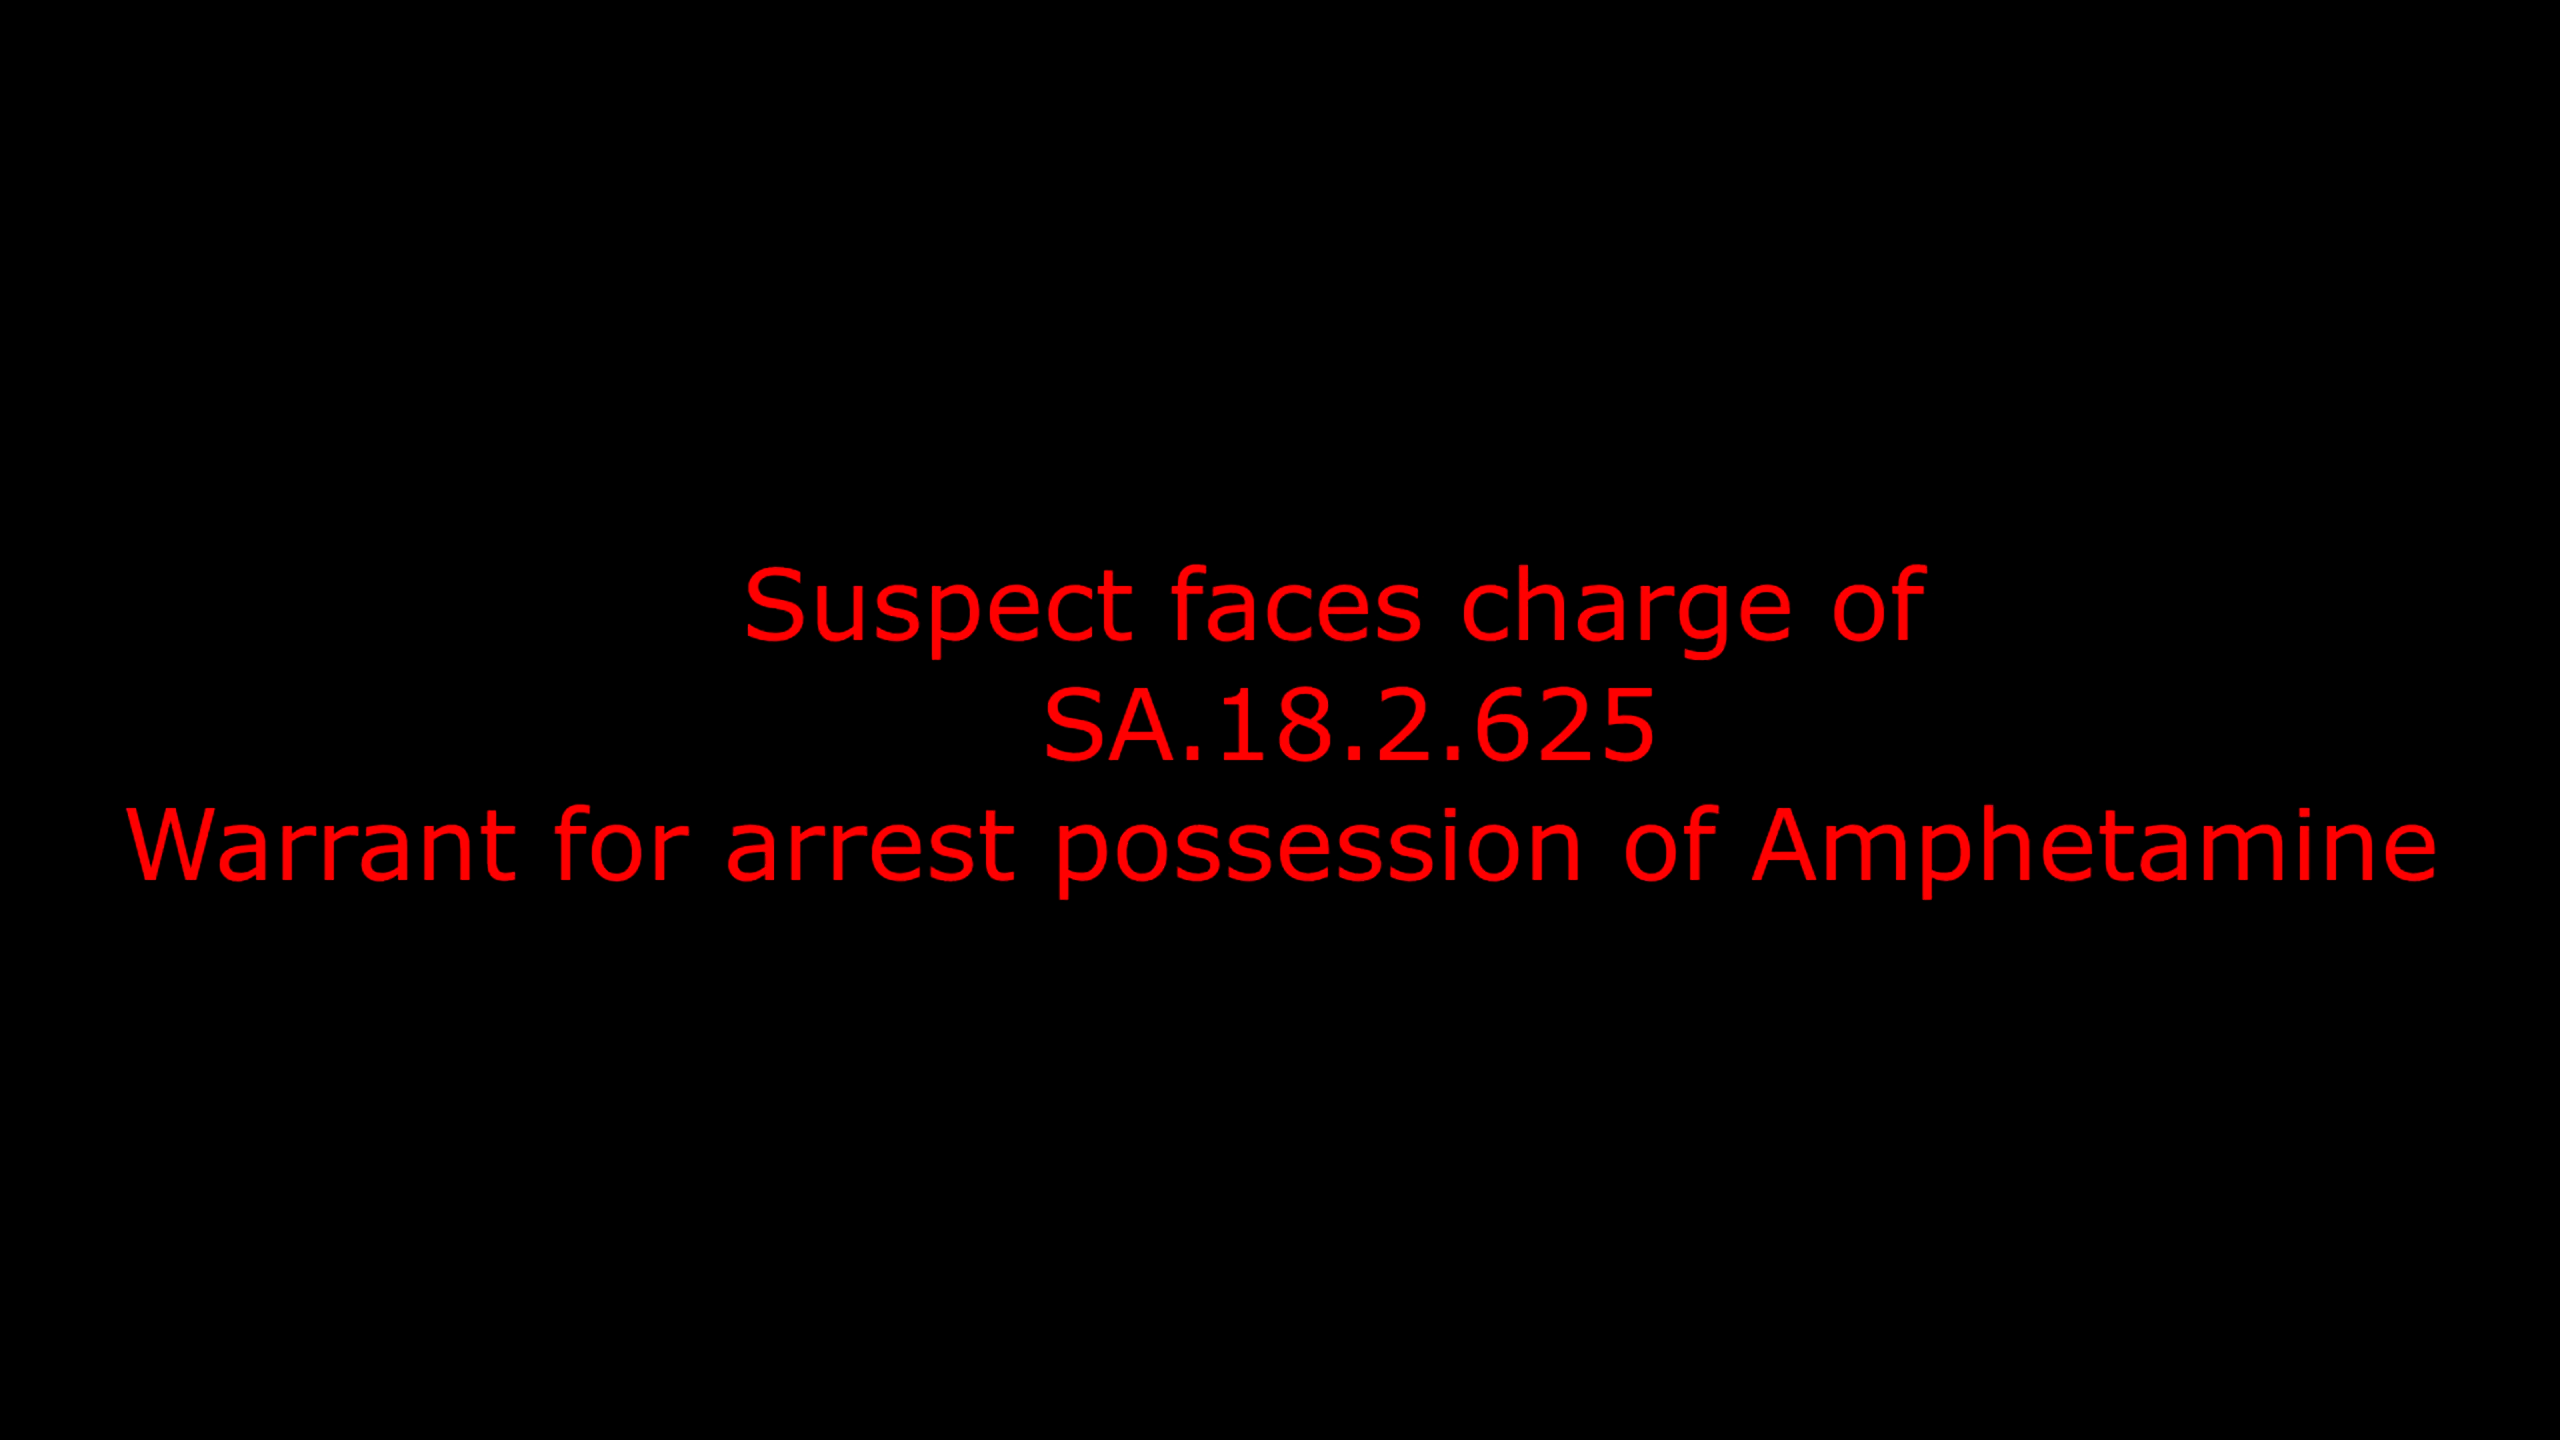 Suspect faces charge of
SA.18.2.625
Warrant for arrest possession of Amphetamine